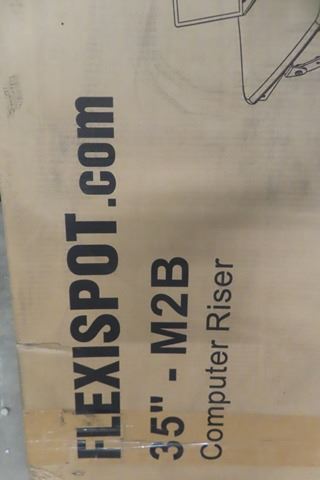 FLEXISPOT.com
35" - M2B
Computer Riser